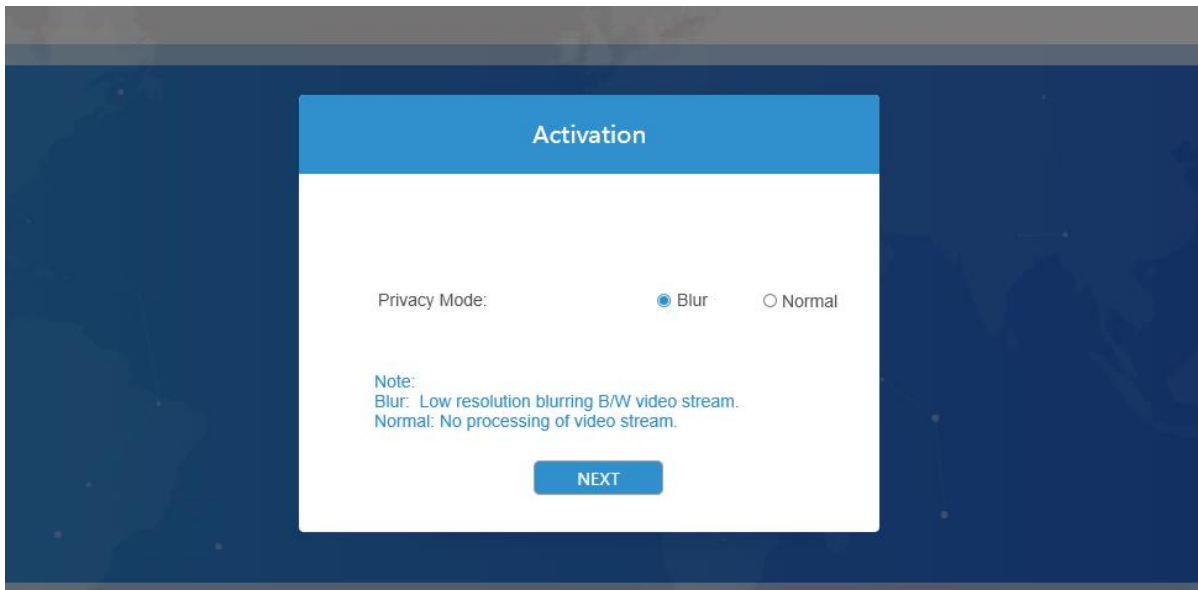 Activation
Privacy Mode: Blur Normal
Note:
Blur: Low resolution blurring B/W video stream.
Normal: No processing of video stream.
NEXT